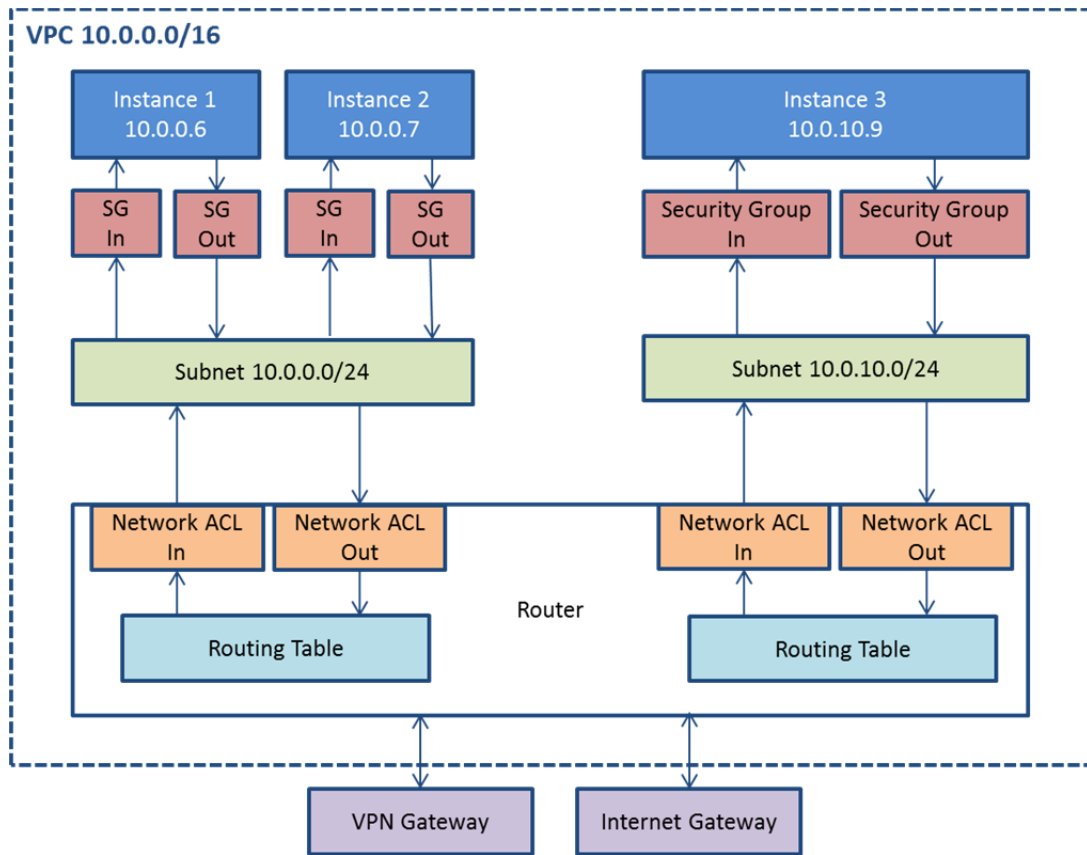 VPC 10.0.0.0/16
Instance 1
10.0.0.6
Instance 2
10.0.0.7
Instance 3
10.0.10.9
SG
In
SG
Out
SG
In
SG
Out
Security Group
In
Security Group
Out
Subnet 10.0.0.0/24
Subnet 10.0.10.0/24
Network ACL
In
Network ACL
Out
Network ACL
In
Network ACL
Out
Router
Routing Table
Routing Table
VPN Gateway
Internet Gateway